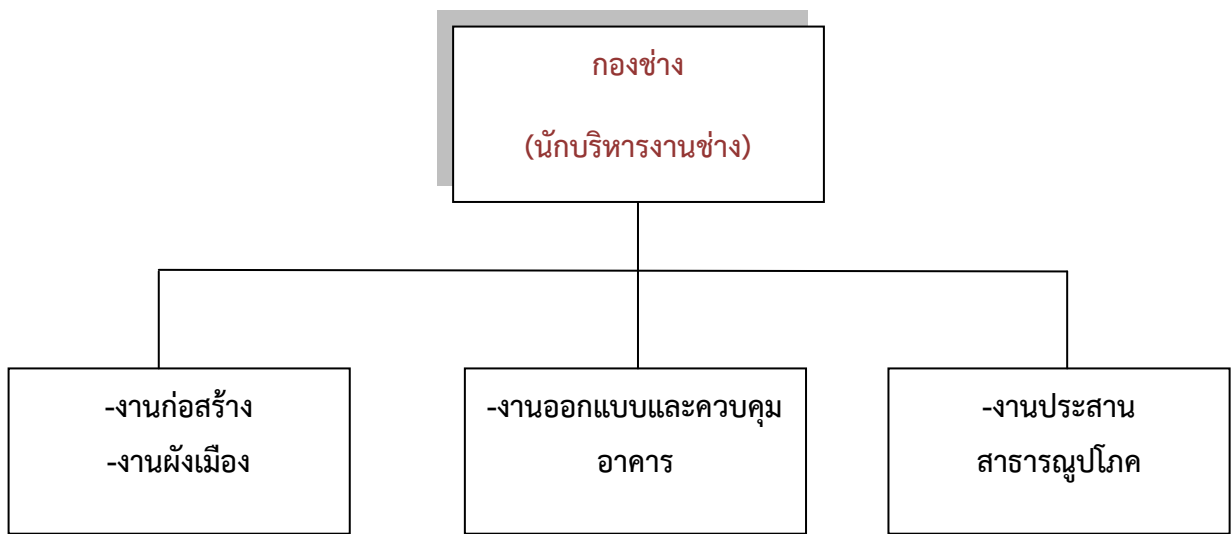 กองช่าง
(นักบริหารงานช่าง)
-งานก่อสร้าง
-งานผังเมือง
-งานออกแบบและควบคุม
อาคาร
-งานประสาน
สาธารณูปโภค